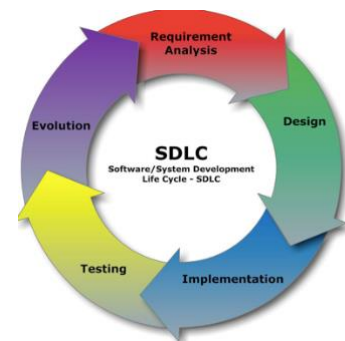 Requirement
Analysis
Design
Implementation
Testing
Evolution
SDLC
Software/System Development
Life Cycle - SDLC